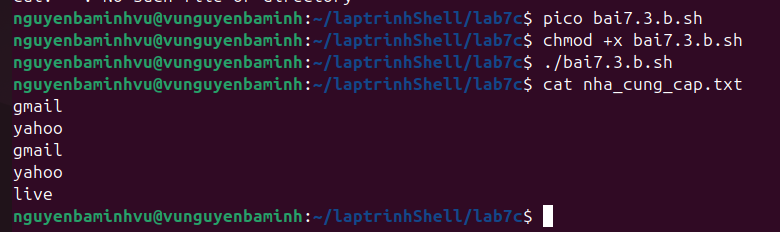 nguyenbaminhvu@vunguyenbaminh:~/laptrinhShell/lab7c$ pico bai7.3.b.sh
nguyenbaminhvu@vunguyenbaminh:~/laptrinhShell/lab7c$ chmod +x bai7.3.b.sh
nguyenbaminhvu@vunguyenbaminh:~/laptrinhShell/lab7c$ ./bai7.3.b.sh
nguyenbaminhvu@vunguyenbaminh:~/laptrinhShell/lab7c$ cat nha_cung_cap.txt
gmail
yahoo
gmail
yahoo
live
nguyenbaminhvu@vunguyenbaminh:~/laptrinhShell/lab7c$